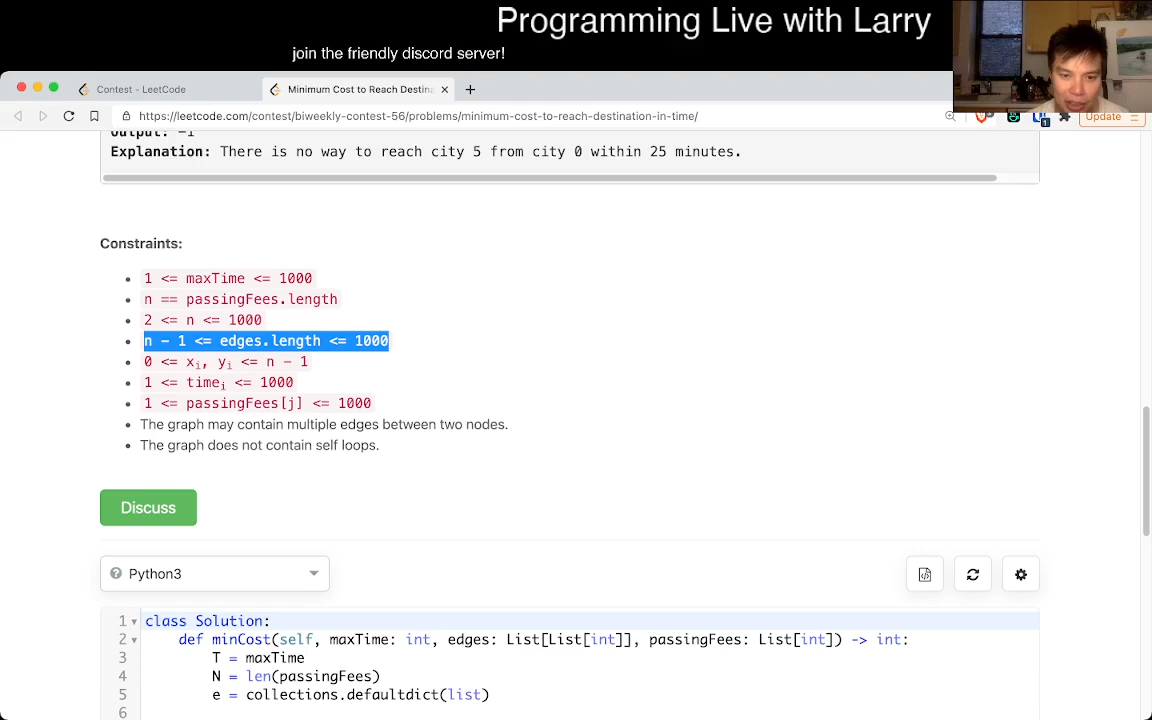 Programming Live with Larry
join the friendly discord server!
Contest - LeetCode
Minimum Cost to Reach Destina
https://leetcode.com/contest/biweekly-contest-56/problems/minimum-cost-to-reach-destination-in-time/
Update
Output: -1
Explanation: There is no way to reach city 5 from city 0 within 25 minutes.
Constraints:
1 <= maxTime <= 1000
n == passingFees.length
2 <= n <= 1000
n - 1 <= edges.length <= 1000
0 <= xi, yi <= n - 1
1 <= timei <= 1000
1 <= passingFees[j] <= 1000
The graph may contain multiple edges between two nodes.
The graph does not contain self loops.
Discuss
Python3
1 class Solution:
2 def minCost(self, maxTime: int, edges: List[List[int]], passingFees: List[int]) -> int:
3 T = maxTime
4 N = len(passingFees)
5 e = collections.defaultdict(list)
6